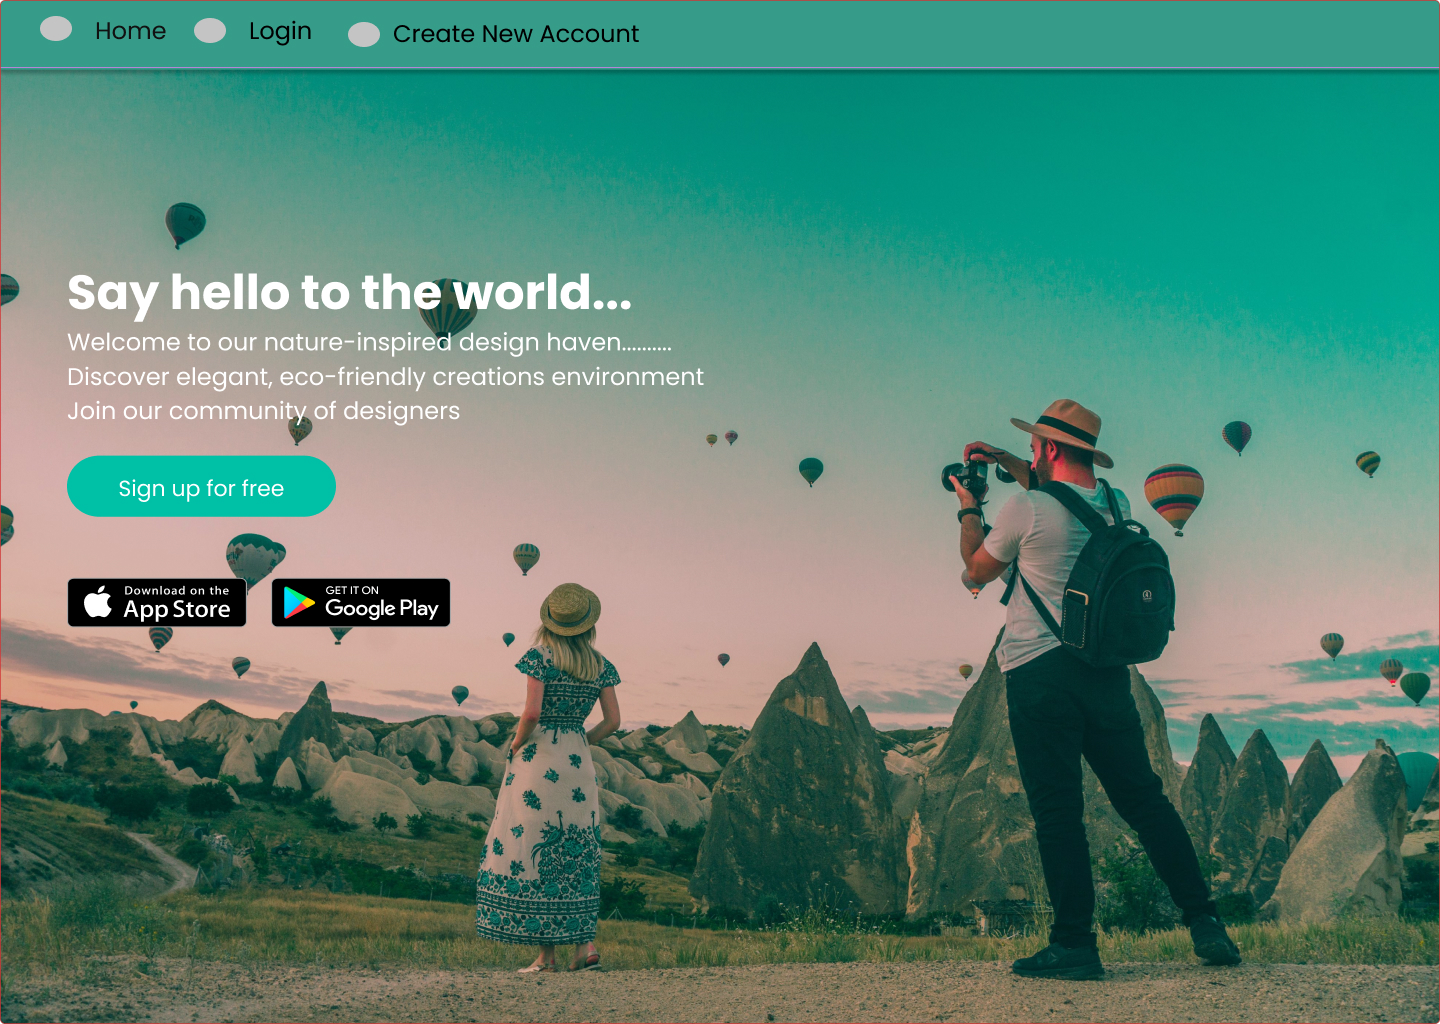 Home
Login
Create New Account
Say hello to the world...
Welcome to our nature-inspired design haven..........
Discover elegant, eco-friendly creations environment
Join our community of designers
Sign up for free
Download on the
App Store
GET IT ON
Google Play